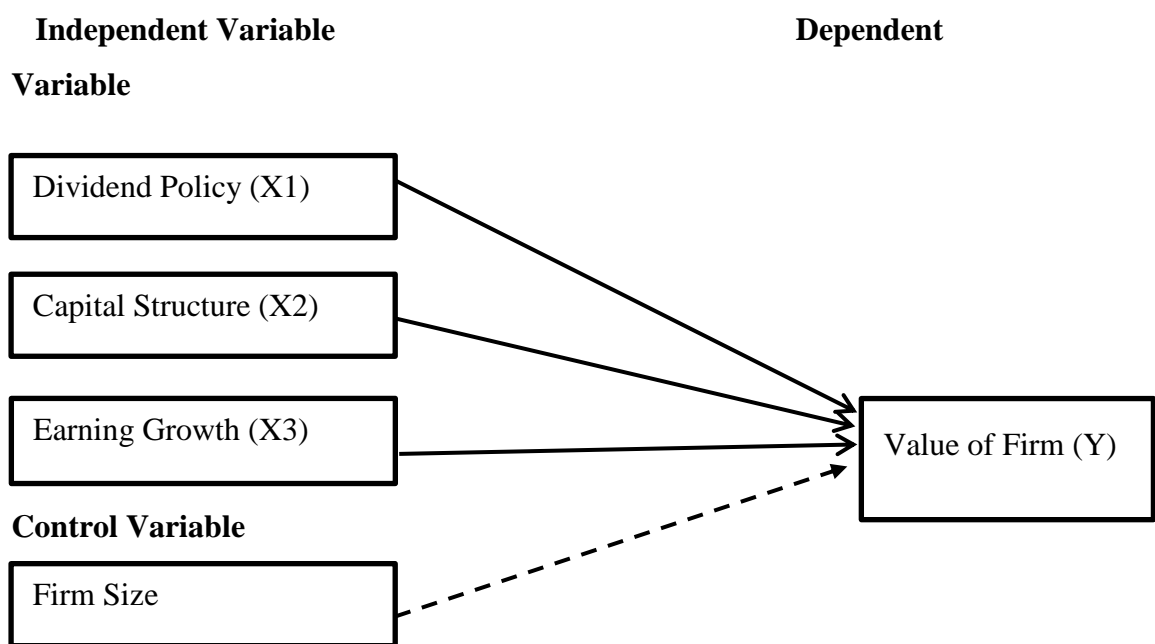 Independent Variable Dependent
Variable
Dividend Policy (X1)
Capital Structure (X2)
Earning Growth (X3)
Value of Firm (Y)
Control Variable
Firm Size